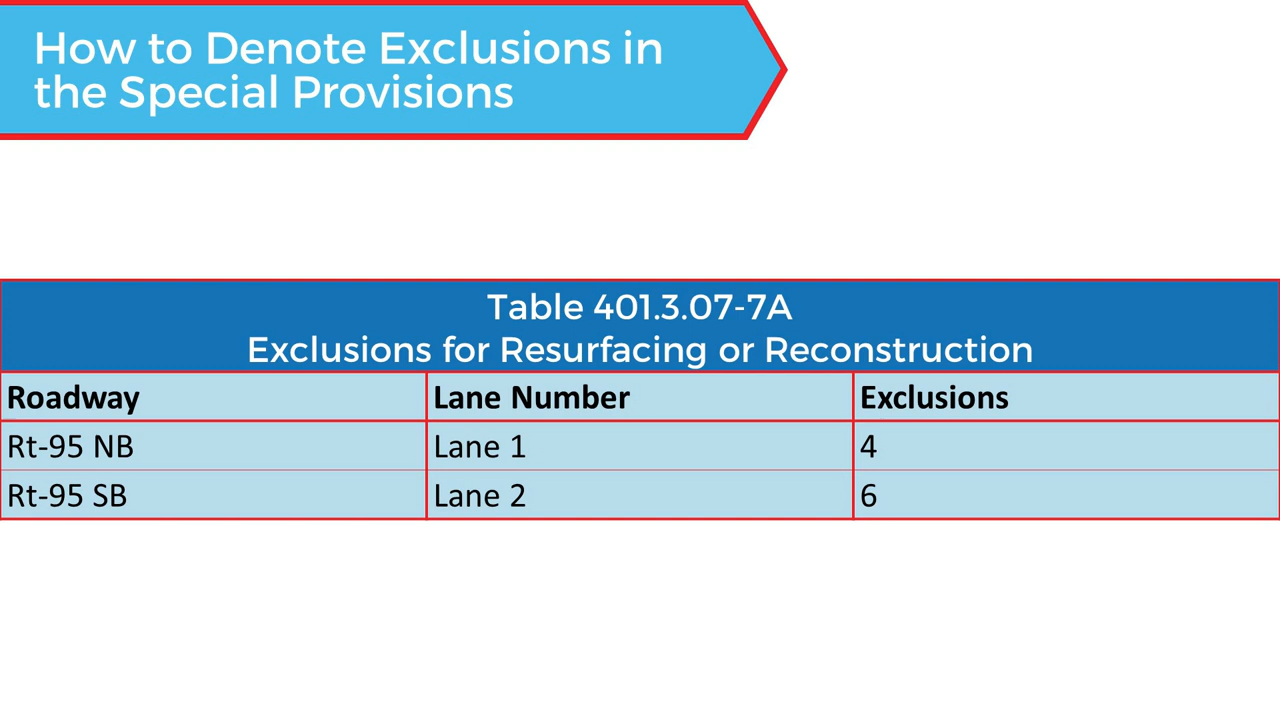 How to Denote Exclusions in
the Special Provisions
Table 401.3.07-7A
Exclusions for Resurfacing or Reconstruction
Roadway Lane Number Exclusions
Rt-95 NB Lane 1 4
Rt-95 SB Lane 2 6